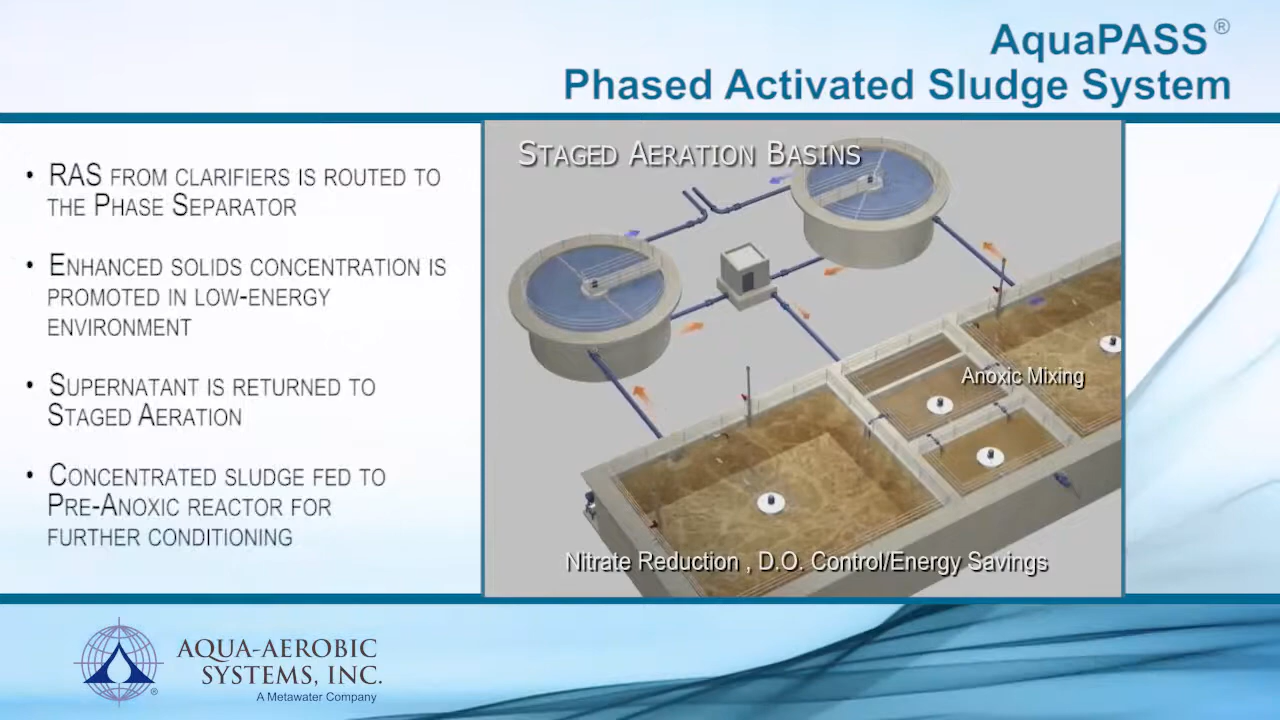 AquaPASS®
Phased Activated Sludge System
• RAS from clarifiers is routed to
the Phase Separator
• Enhanced solids concentration is
promoted in low-energy
environment
• Supernatant is returned to
Staged Aeration
• Concentrated sludge fed to
Pre-Anoxic reactor for
further conditioning
Staged Aeration Basins
Anoxic Mixing
Nitrate Reduction , D.O. Control/Energy Savings
AQUA-AEROBIC
SYSTEMS, INC.
®
A Metawater Company